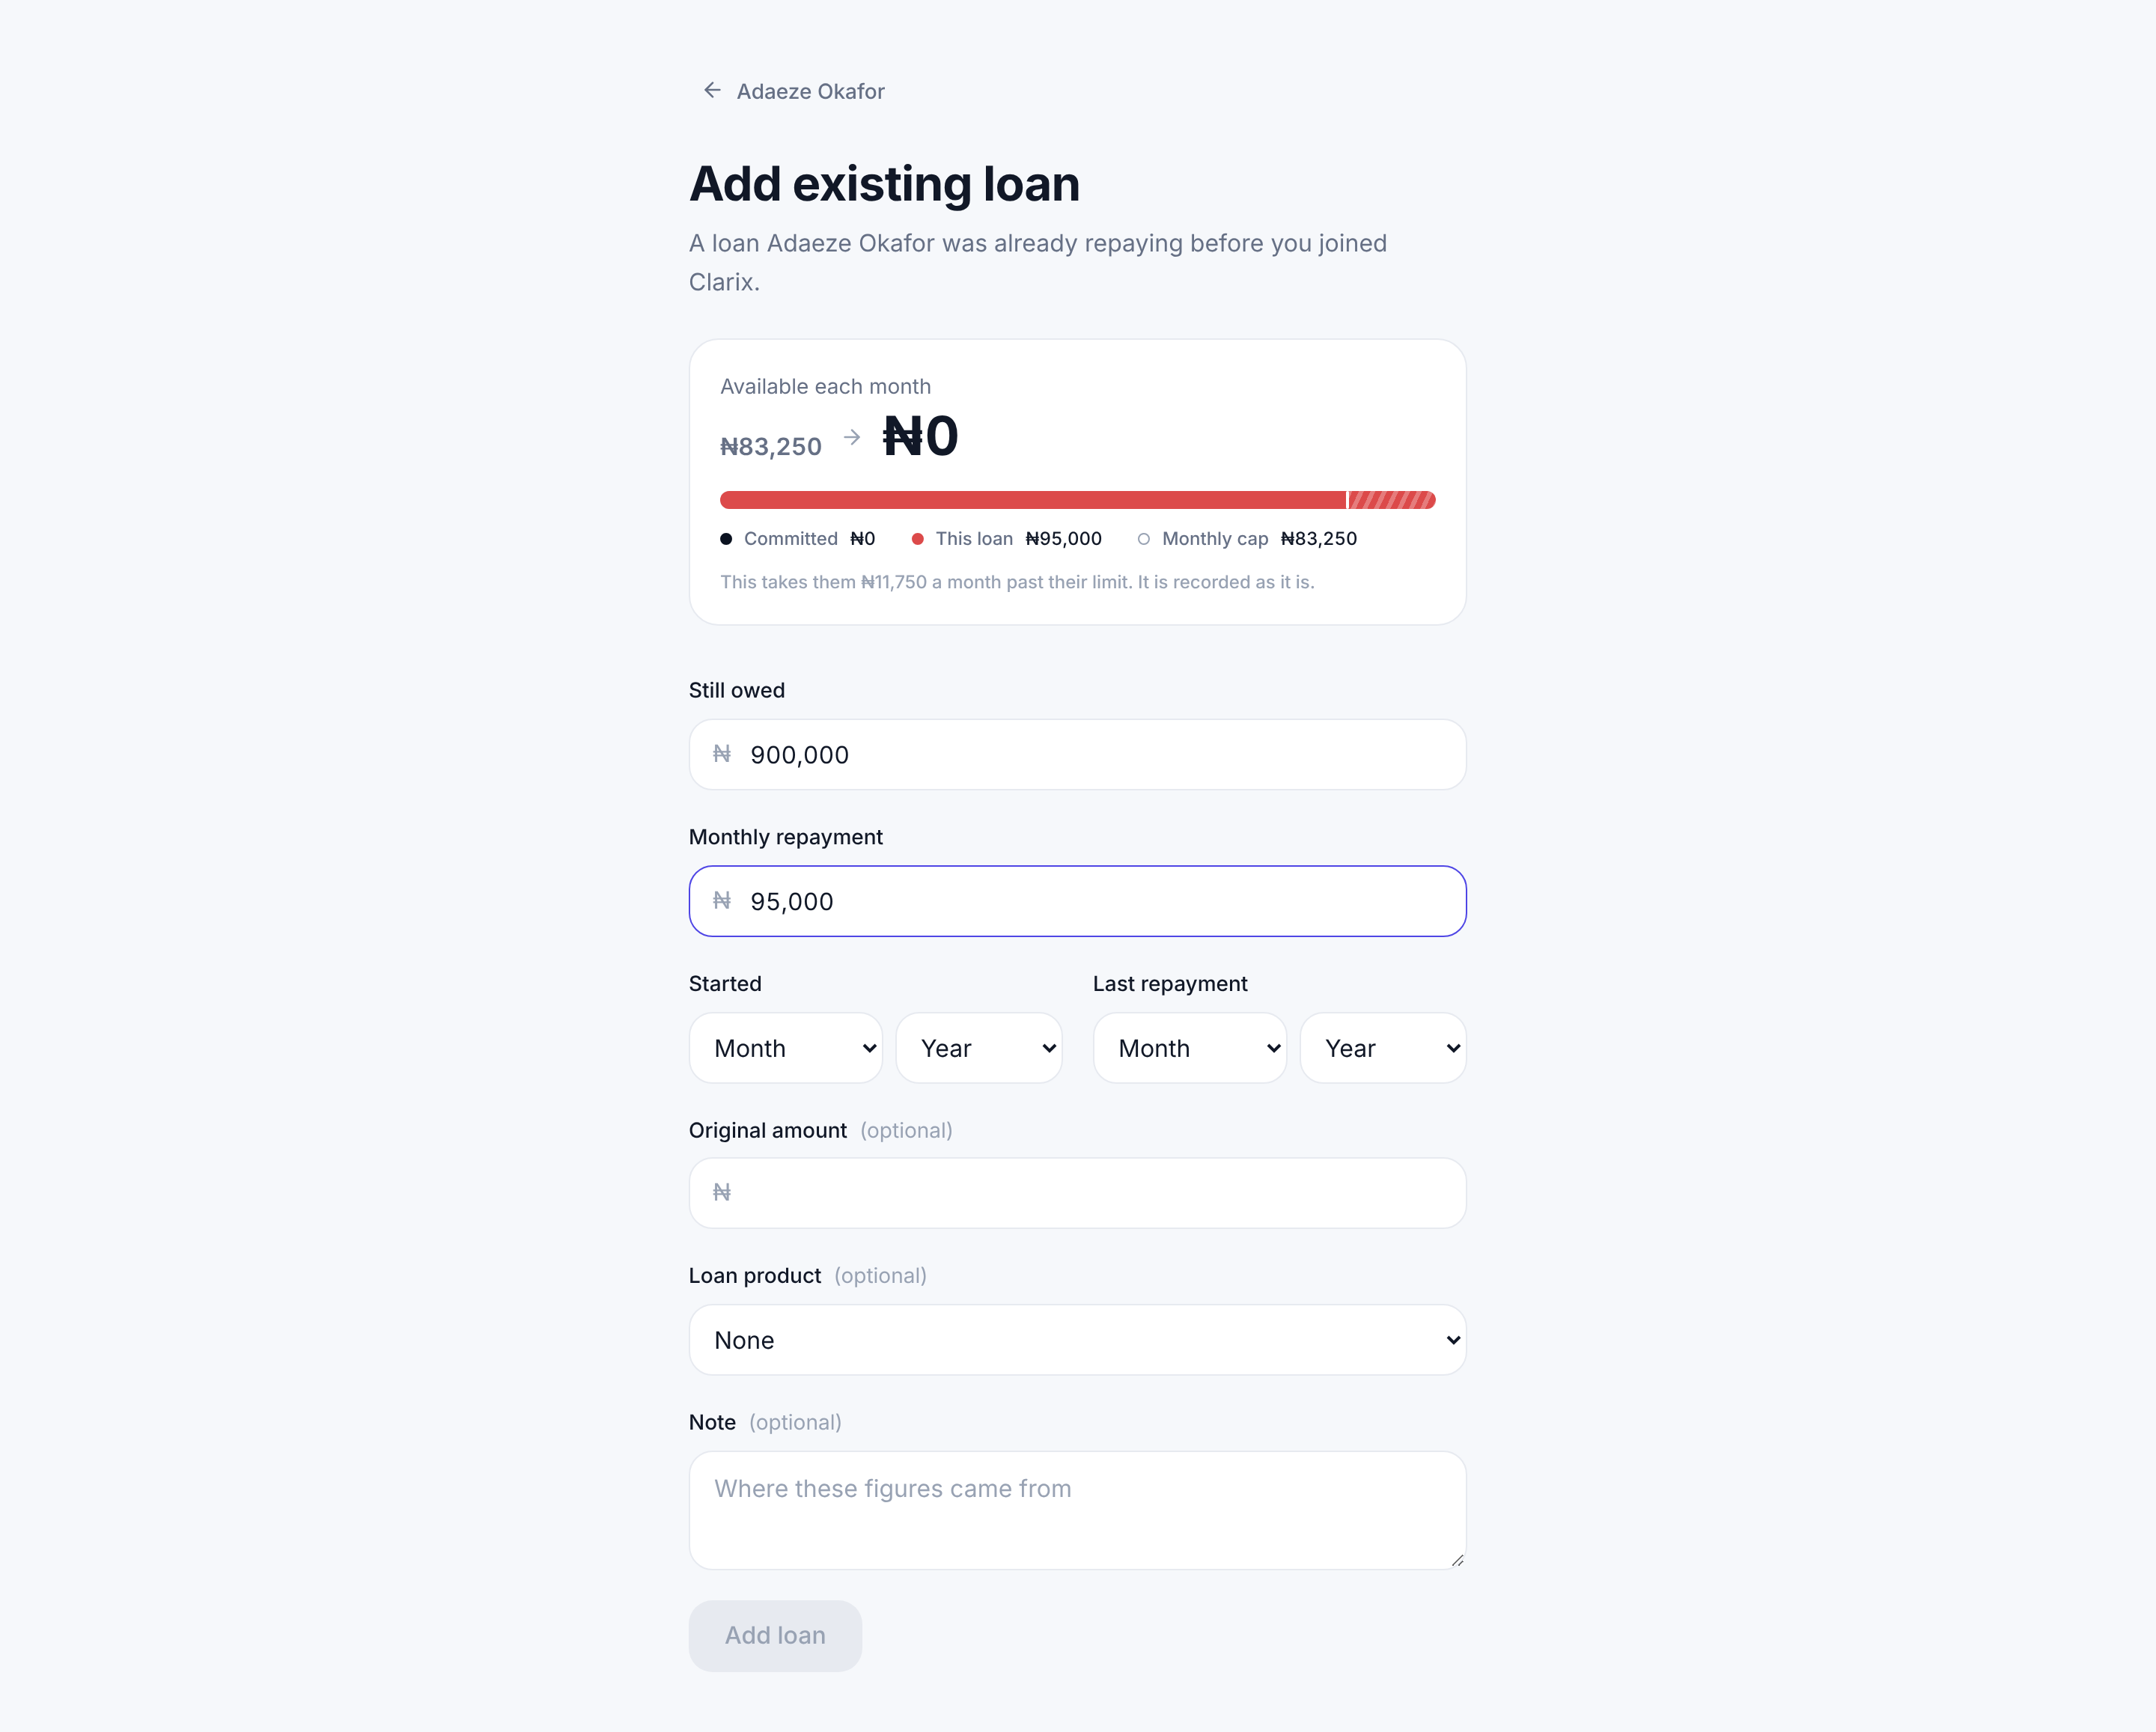 Adaeze Okafor
Add existing loan
A loan Adaeze Okafor was already repaying before you joined
Clarix.
Available each month
₦83,250 → ₦0
Committed ₦0 This loan ₦95,000 Monthly cap ₦83,250
This takes them ₦11,750 a month past their limit. It is recorded as it is.
Still owed
₦ 900,000
Monthly repayment
₦ 95,000
Started Last repayment
Month Year Month Year
Original amount (optional)
₦
Loan product (optional)
None
Note (optional)
Where these figures came from
Add loan